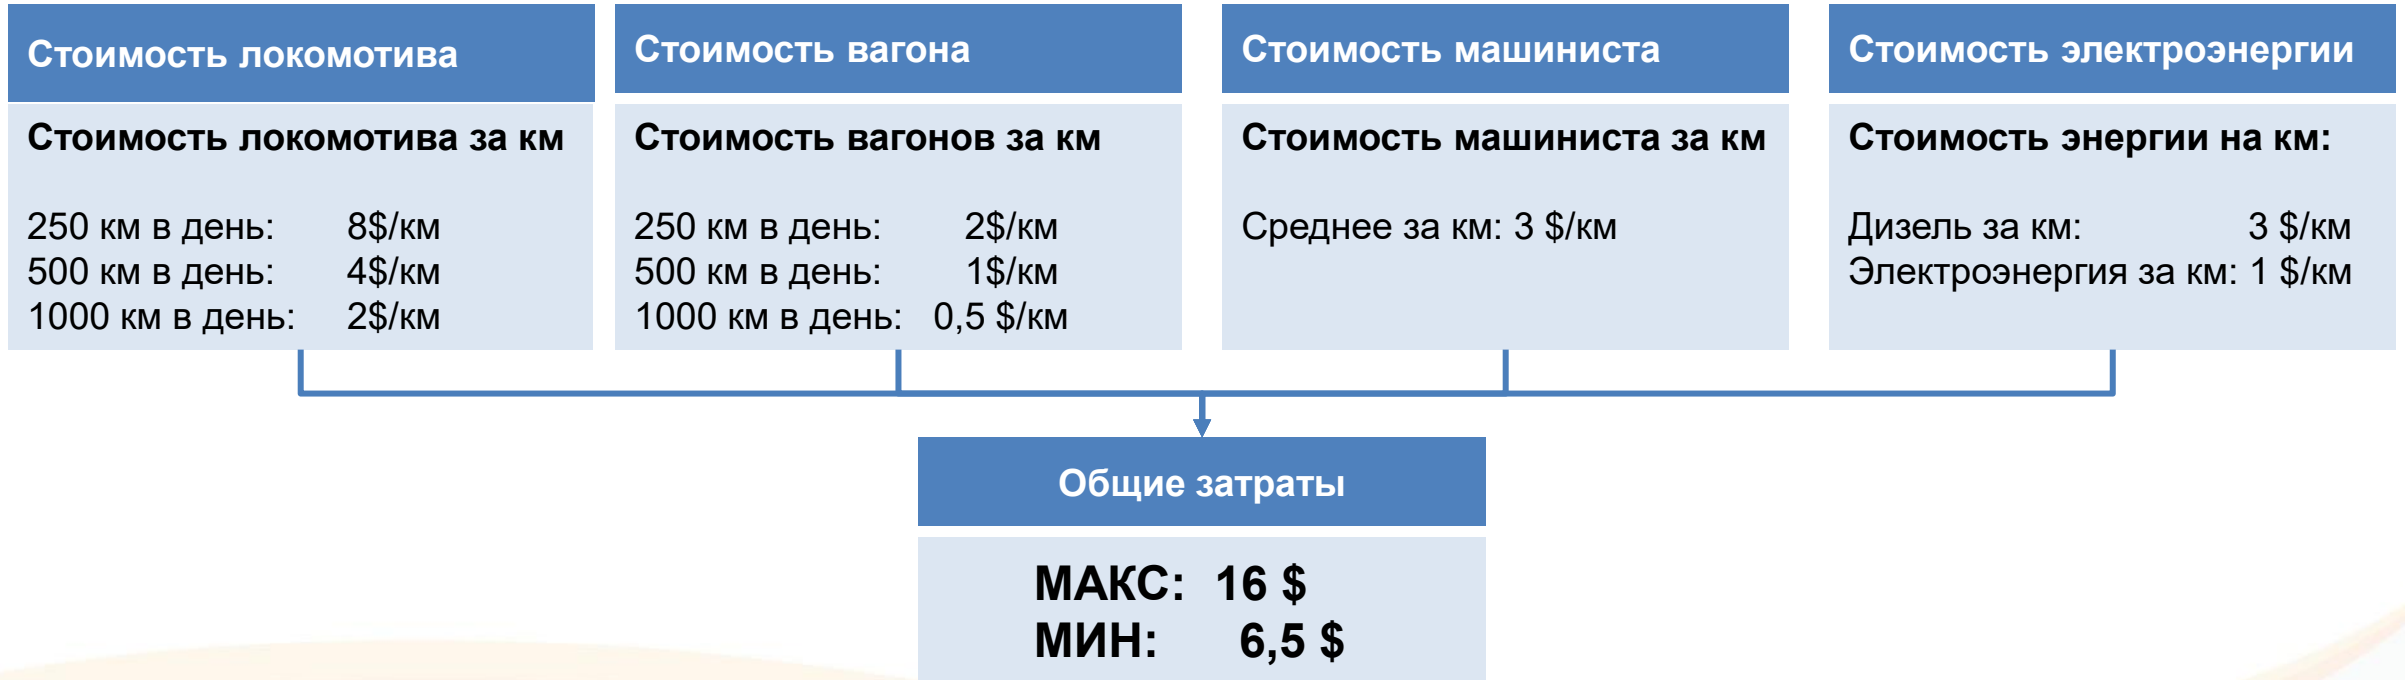 Стоимость локомотива
Стоимость локомотива за км
250 км в день: 8$/км
500 км в день: 4$/км
1000 км в день: 2$/км
Стоимость вагона
Стоимость вагонов за км
250 км в день: 2$/км
500 км в день: 1$/км
1000 км в день: 0,5 $/км
Стоимость машиниста
Стоимость машиниста за км
Среднее за км: 3 $/км
Стоимость электроэнергии
Стоимость энергии на км:
Дизель за км: 3 $/км
Электроэнергия за км: 1 $/км
Общие затраты
МАКС: 16 $
МИН: 6,5 $